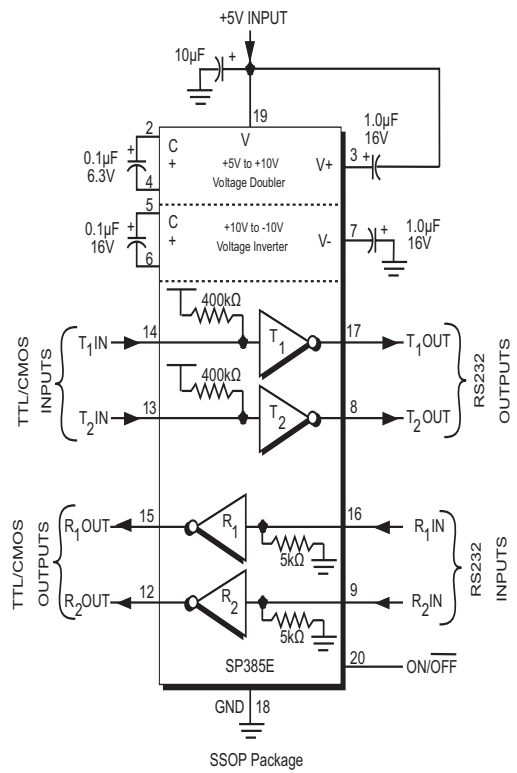 +5V INPUT
10µF
+
19
V
1.0µF
16V
2
C
+
+
0.1µF
6.3V
4
+5V to +10V
Voltage Doubler
V+
3
+
5
C
+
+
0.1µF
16V
6
+10V to -10V
Voltage Inverter
V-
7
+
1.0µF
16V
400kΩ
14
T1IN
T1
17
T1OUT
400kΩ
13
T2IN
T2
8
T2OUT
TTL/CMOS
INPUTS
RS232
OUTPUTS
15
R1OUT
R1
16
R1IN
5kΩ
12
R2OUT
R2
9
R2IN
5kΩ
TTL/CMOS
OUTPUTS
RS232
INPUTS
20
ON/OFF
SP385E
GND
18
SSOP Package